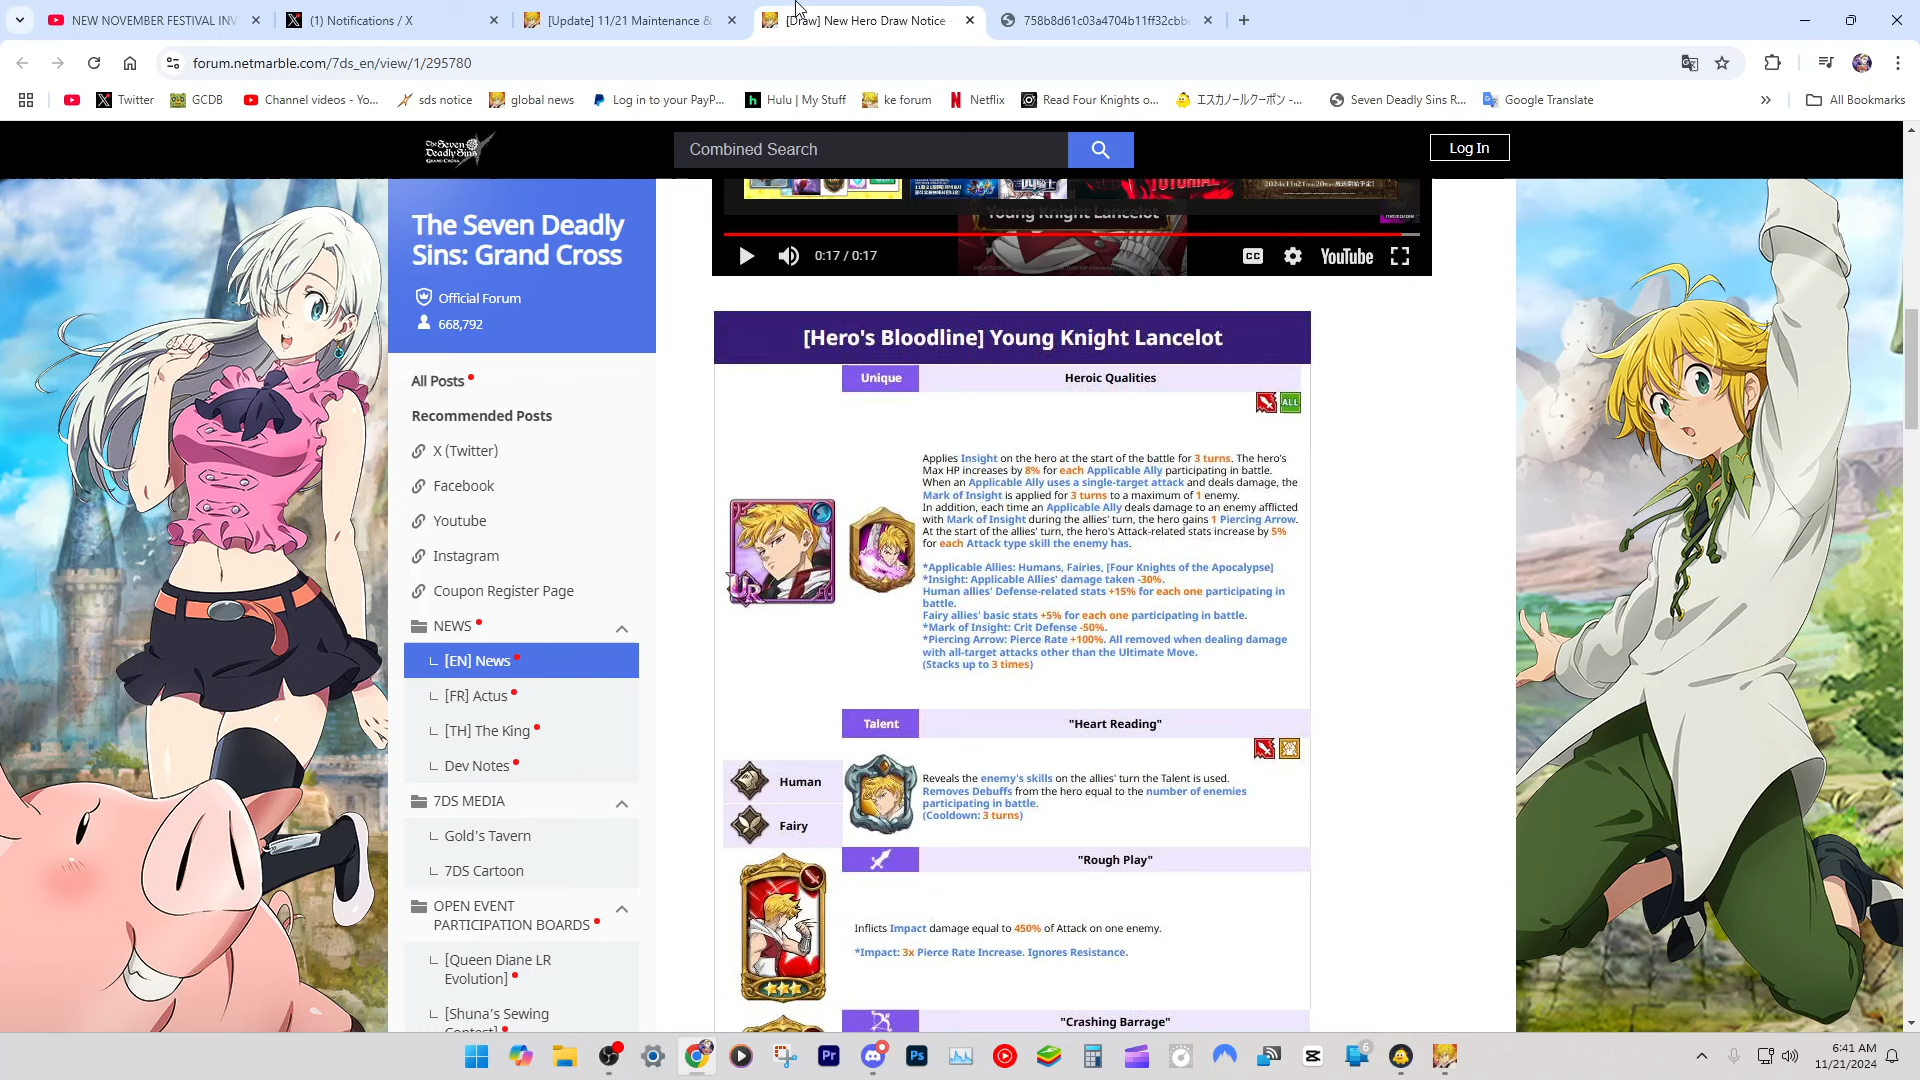 NEW NOVEMBER FESTIVAL INV
(1) Notifications / X
[Update] 11/21 Maintenance &
[Draw] New Hero Draw Notice -
758b8d61c03a4704b11ff32cbb
forum.netmarble.com/7ds_en/view/1/295780
Twitter
GCDB
Channel videos - Yo...
sds notice
global news
Log in to your PayP...
Hulu | My Stuff
ke forum
Netflix
Read Four Knights o...
エスカノールクーポン -...
Seven Deadly Sins R...
Google Translate
All Bookmarks
The Seven
Deadly Sins
GRAND CROSS
Combined Search
Log In
The Seven Deadly
Sins: Grand Cross
Official Forum
668,792
All Posts
Recommended Posts
X (Twitter)
Facebook
Youtube
Instagram
Coupon Register Page
NEWS
[EN] News
[FR] Actus
[TH] The King
Dev Notes
7DS MEDIA
Gold's Tavern
7DS Cartoon
OPEN EVENT
PARTICIPATION BOARDS
[Queen Diane LR
Evolution]
[Shuna's Sewing
Contest]
TUTORIAL
Young Knight Lancelot
0:17 / 0:17
CC
YouTube
[Hero's Bloodline] Young Knight Lancelot
Unique
Heroic Qualities
ALL
UR
Applies Insight on the hero at the start of the battle for 3 turns. The hero's
Max HP increases by 8% for each Applicable Ally participating in battle.
When an Applicable Ally uses a single-target attack and deals damage, the
Mark of Insight is applied for 3 turns to a maximum of 1 enemy.
In addition, each time an Applicable Ally deals damage to an enemy afflicted
with Mark of Insight during the allies' turn, the hero gains 1 Piercing Arrow.
At the start of the allies' turn, the hero's Attack-related stats increase by 5%
for each Attack type skill the enemy has.
*Applicable Allies: Humans, Fairies, [Four Knights of the Apocalypse]
*Insight: Applicable Allies' damage taken -30%.
Human allies' Defense-related stats +15% for each one participating in
battle.
Fairy allies' basic stats +5% for each one participating in battle.
*Mark of Insight: Crit Defense -50%.
*Piercing Arrow: Pierce Rate +100%. All removed when dealing damage
with all-target attacks other than the Ultimate Move.
(Stacks up to 3 times)
Talent
"Heart Reading"
Human
Fairy
Reveals the enemy's skills on the allies' turn the Talent is used.
Removes Debuffs from the hero equal to the number of enemies
participating in battle.
(Cooldown: 3 turns)
"Rough Play"
Inflicts Impact damage equal to 450% of Attack on one enemy.
*Impact: 3x Pierce Rate Increase. Ignores Resistance.
"Crashing Barrage"
Pr
Ps
6
6:41 AM
11/21/2024